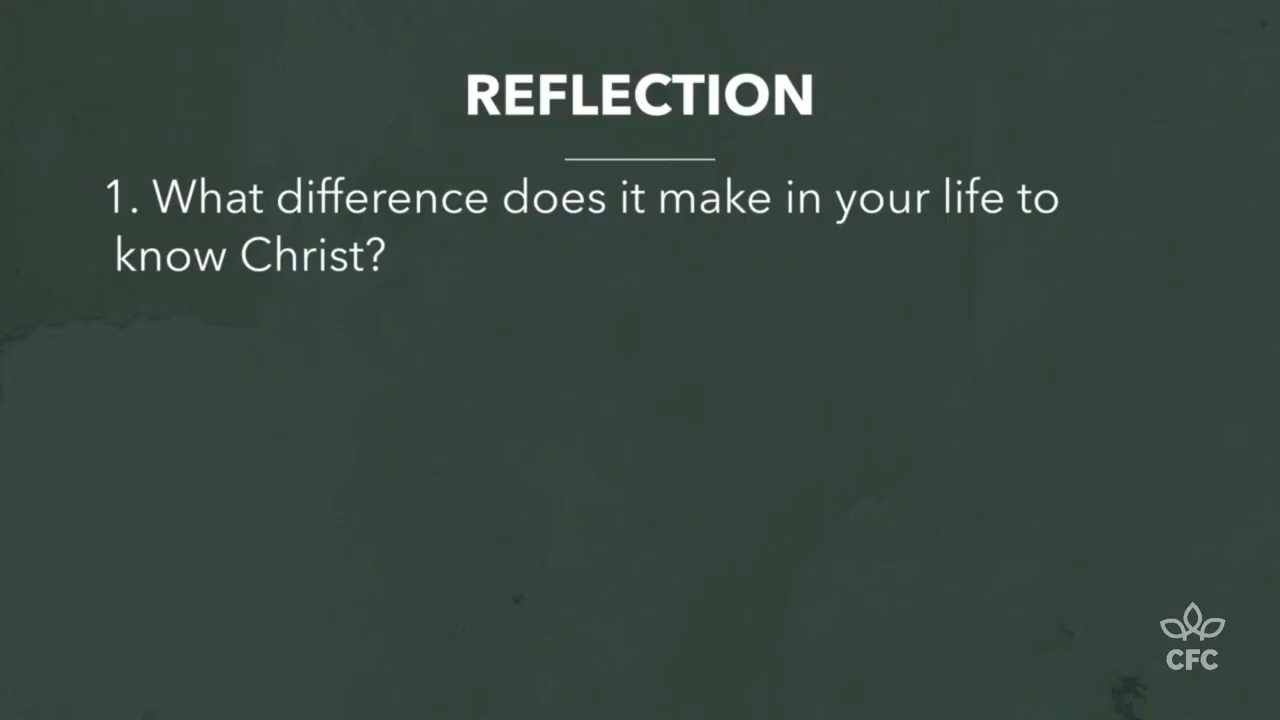 REFLECTION
1. What difference does it make in your life to
know Christ?
CFC